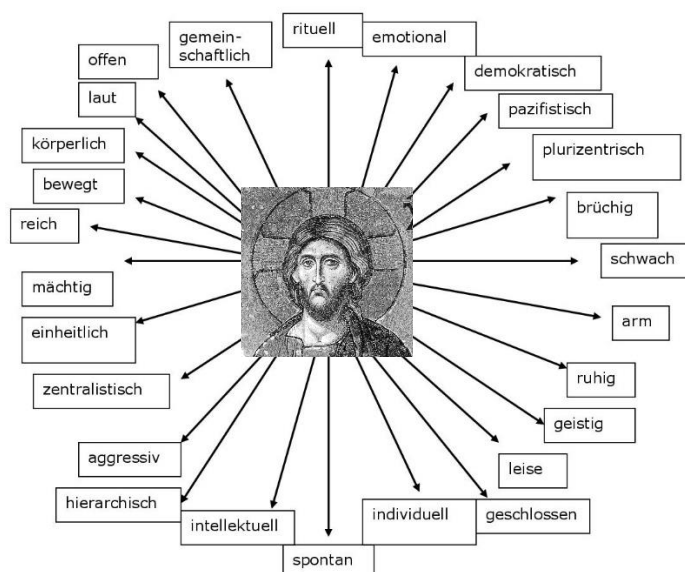 rituell
emotional
gemein-
schaftlich
offen
demokratisch
laut
pazifistisch
körperlich
plurizentrisch
bewegt
brüchig
reich
schwach
mächtig
arm
einheitlich
ruhig
zentralistisch
geistig
aggressiv
leise
hierarchisch
individuell
geschlossen
intellektuell
spontan